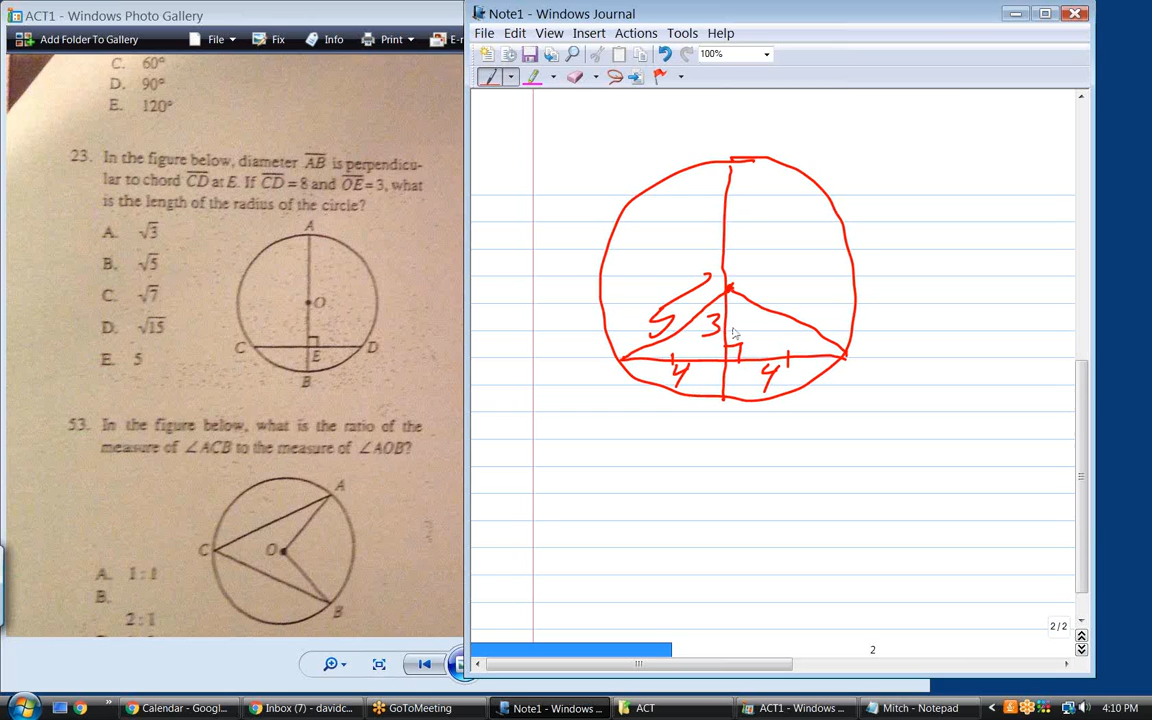 ACT1 - Windows Photo Gallery
Add Folder To Gallery File Fix Info Print E-r
C. 60°
D. 90°
E. 120°
23. In the figure below, diameter AB is perpendicu-
lar to chord CD at E. If CD = 8 and OE = 3, what
is the length of the radius of the circle?
A. √3
B. √5
C. √7
D. √15
E. 5
A
O
C
E
D
B
53. In the figure below, what is the ratio of the
measure of ∠ACB to the measure of ∠AOB?
A
C
O
B
A. 1 : 1
B.
2 : 1
Note1 - Windows Journal
File Edit View Insert Actions Tools Help
100%
5
3
4
4
2 / 2
2
Calendar - Googl...
Inbox (7) - davidc...
GoToMeeting
Note1 - Windows ...
ACT
ACT1 - Windows ...
Mitch - Notepad
4:10 PM